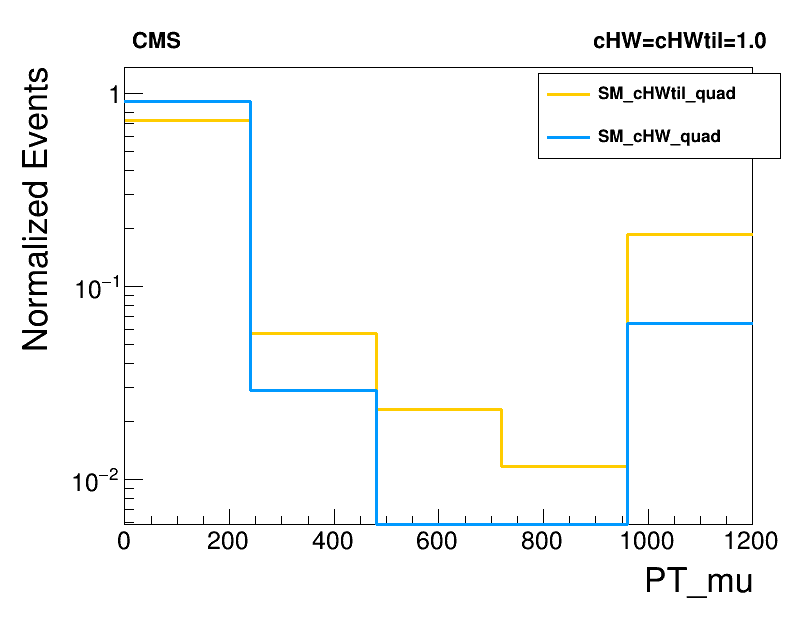 CMS
cHW=cHWtil=1.0
Normalized Events
1
10⁻¹
10⁻²
SM_cHWtil_quad
SM_cHW_quad
0 200 400 600 800 1000 1200
PT_mu